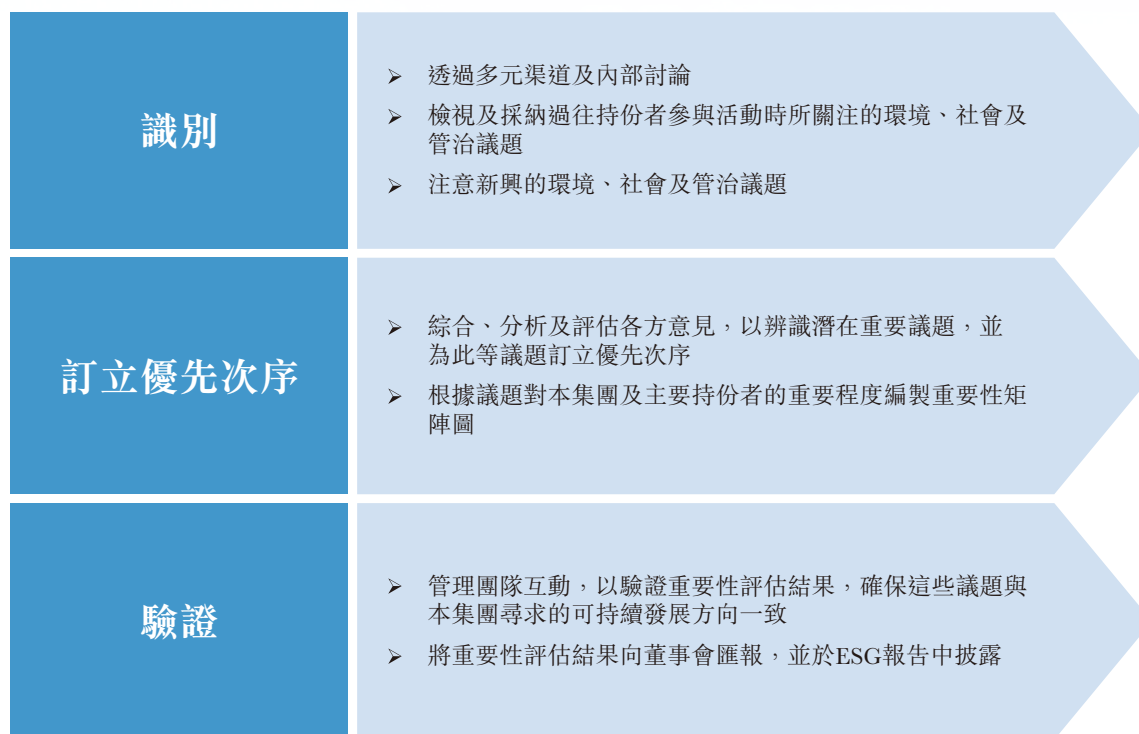 識別
➢ 透過多元渠道及內部討論
➢ 檢視及採納過往持份者參與活動時所關注的環境、社會及
管治議題
➢ 注意新興的環境、社會及管治議題
訂立優先次序
➢ 綜合、分析及評估各方意見，以辨識潛在重要議題，並
為此等議題訂立優先次序
➢ 根據議題對本集團及主要持份者的重要程度編製重要性矩
陣圖
驗證
➢ 管理團隊互動，以驗證重要性評估結果，確保這些議題與
本集團尋求的可持續發展方向一致
➢ 將重要性評估結果向董事會匯報，並於ESG報告中披露